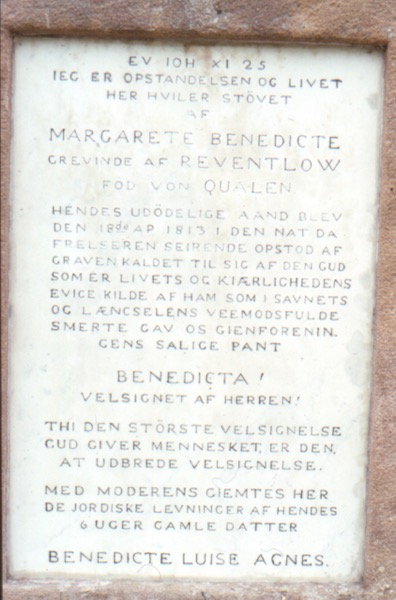 EV IOH XI 25
IEG ER OPSTANDELSEN OG LIVET
HER HVILER STÖVET
AF
MARGARETE BENEDICTE
GREVINDE AF REVENTLOW
FÖD VON QUALEN
HENDES UDÖDELIGE AAND BLEV
DEN 18de AP 1813 I DEN NAT DA
FRELSEREN SEIRENDE OPSTOD AF
GRAVEN KALDET TIL SIG AF DEN GUD
SOM ER LIVETS OG KIÆRLIGHEDENS
EVIGE KILDE AF HAM SOM I SAVNETS
OG LÆNGSELENS VEEMODSFULDE
SMERTE GAV OS GIENFORENIN
GENS SALIGE PANT
BENEDICTA!
VELSIGNET AF HERREN!
THI DEN STÖRSTE VELSIGNELSE
GUD GIVER MENNESKET, ER DEN,
AT UDBREDE VELSIGNELSE.
MED MODERENS GIEMTES HER
DE JORDISKE LEVNINGER AF HENDES
6 UGER GAMLE DATTER
BENEDICTE LUISE AGNES.